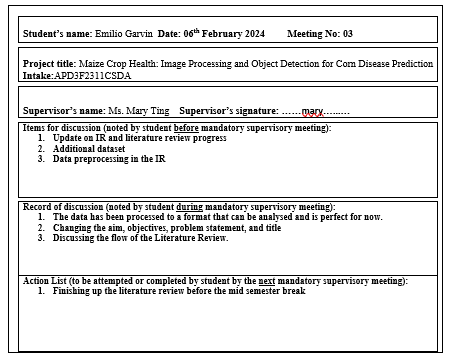 Student's name: Emilio Garvin Date: 06th February 2024 Meeting No: 03
Project title: Maize Crop Health: Image Processing and Object Detection for Corn Disease Prediction
Intake:APD3F2311CSDA
Supervisor's name: Ms. Mary Ting Supervisor's signature: ……mary……....
Items for discussion (noted by student before mandatory supervisory meeting):
1. Update on IR and literature review progress
2. Additional dataset
3. Data preprocessing in the IR
Record of discussion (noted by student during mandatory supervisory meeting):
1. The data has been processed to a format that can be analysed and is perfect for now.
2. Changing the aim, objectives, problem statement, and title
3. Discussing the flow of the Literature Review.
Action List (to be attempted or completed by student by the next mandatory supervisory meeting):
1. Finishing up the literature review before the mid semester break